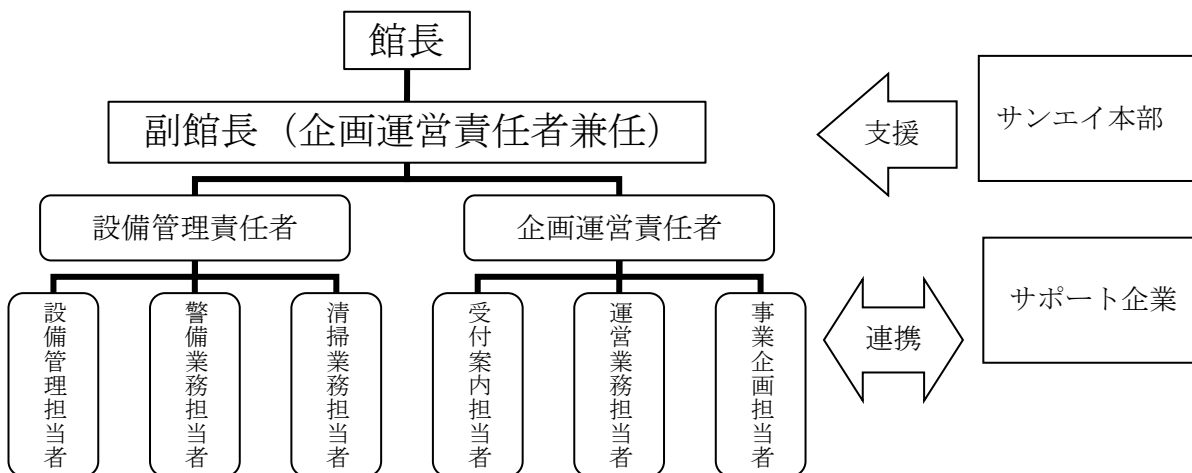 館長
副館長（企画運営責任者兼任）
支援
サンエイ本部
設備管理責任者
企画運営責任者
設備管理担当者
警備業務担当者
清掃業務担当者
受付案内担当者
運営業務担当者
事業企画担当者
連携
サポート企業